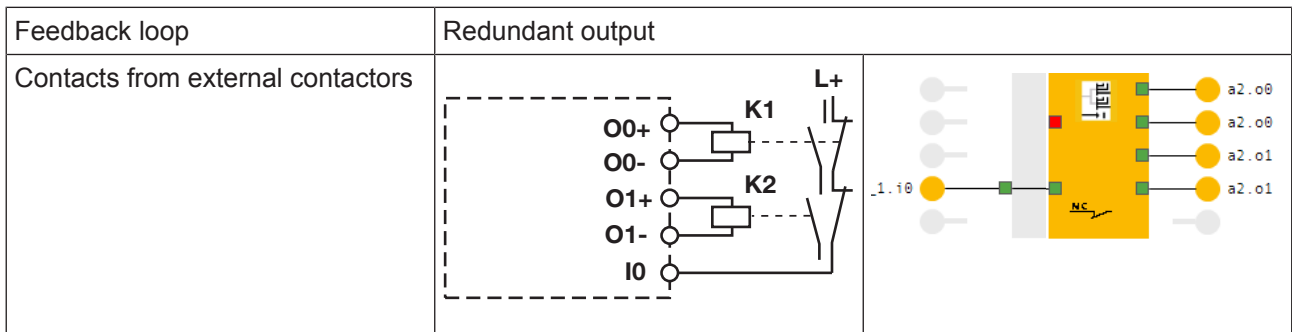 Feedback loop
Redundant output
Contacts from external contactors
L+
K1
O0+
O0-
K2
O1+
O1-
I0
a2.o0
a2.o0
a2.o1
_1.i0
a2.o1
NC